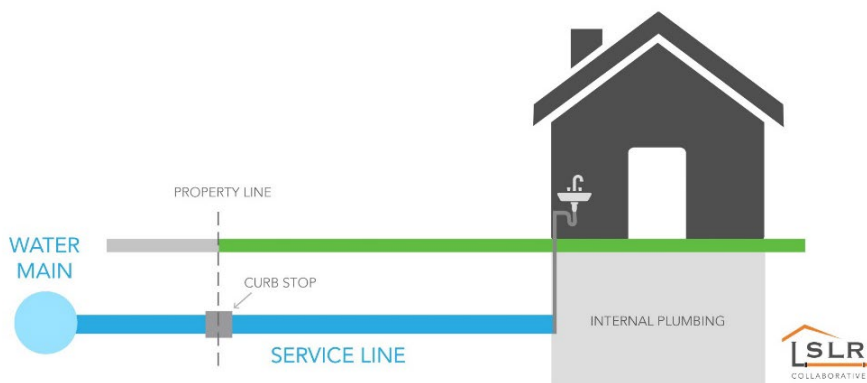 PROPERTY LINE
WATER
MAIN
CURB STOP
SERVICE LINE
INTERNAL PLUMBING
LSLR
COLLABORATIVE